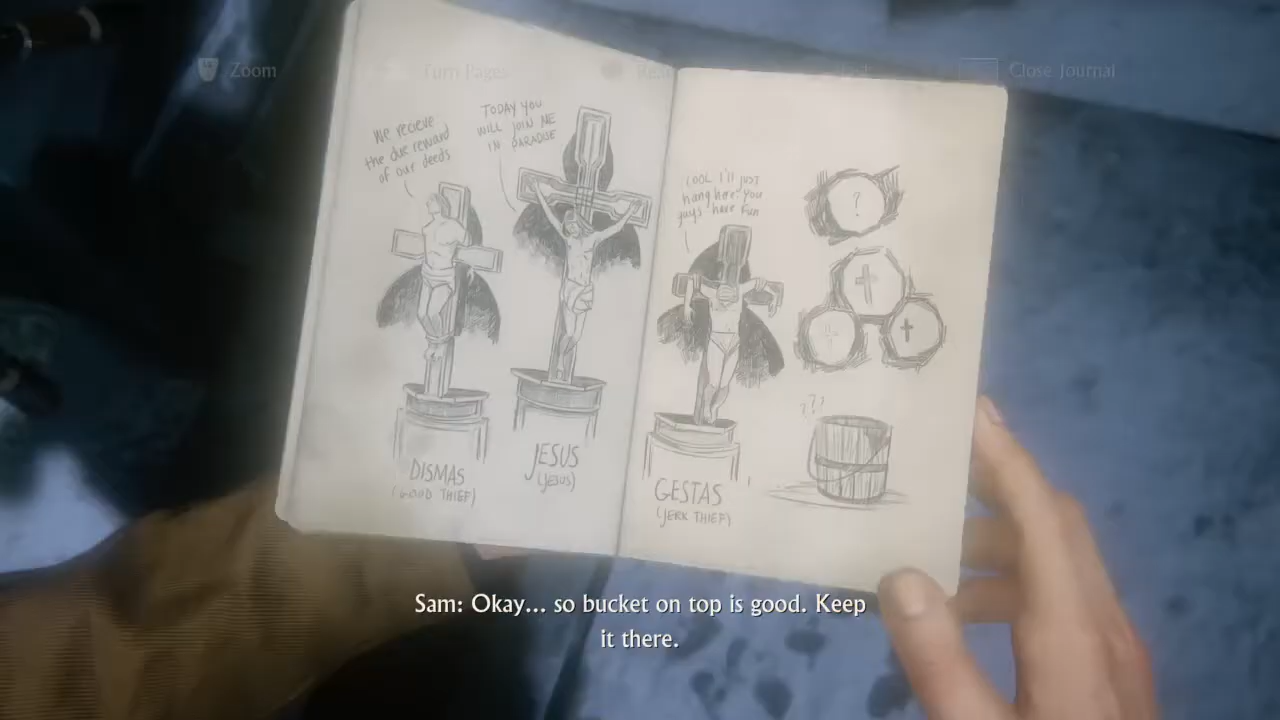 Zoom
Turn Pages
Close Journal
We recieve
the due reward
of our deeds
TODAY YOU
WILL JOIN ME
IN PARADISE
COOL I'll JUST
hang here. You
guys have fun
?
???
DISMAS
(GOOD THIEF)
JESUS
(JESUS)
GESTAS
(JERK THIEF)
Sam: Okay... so bucket on top is good. Keep
it there.